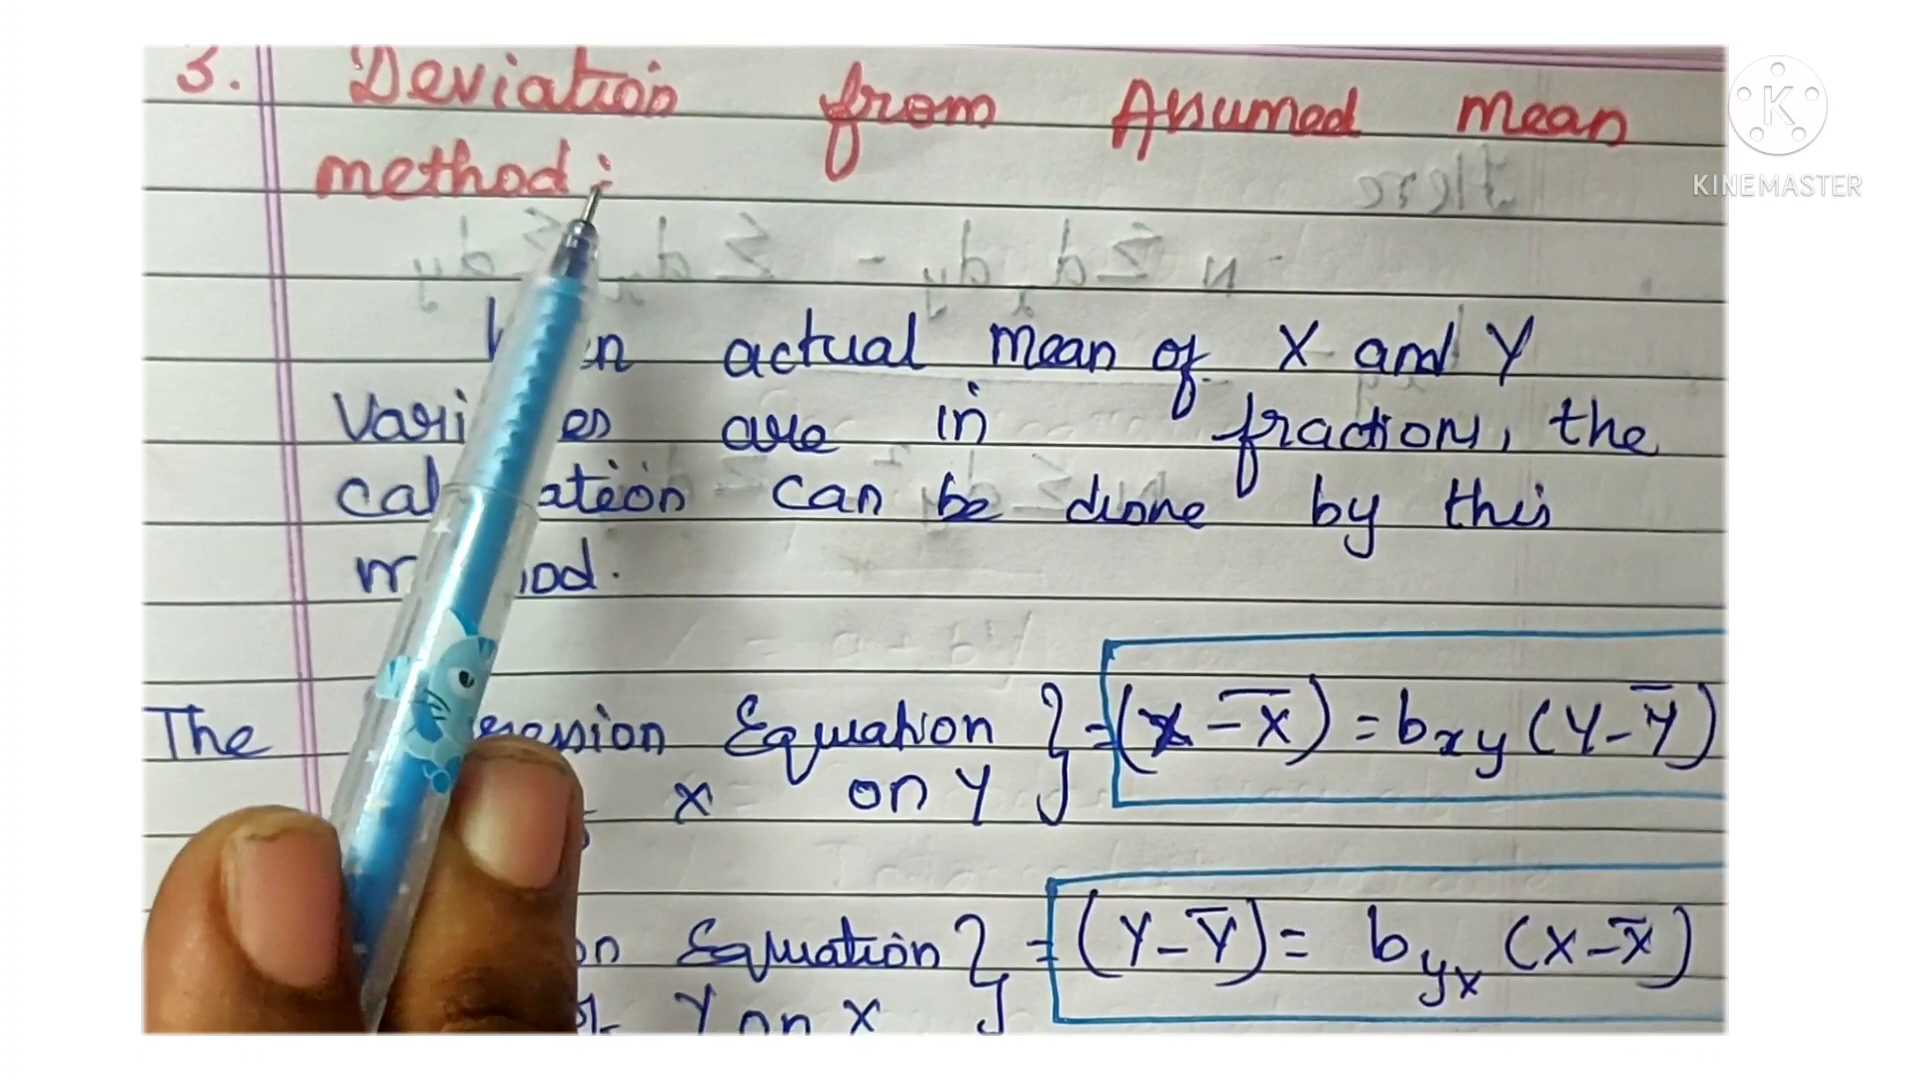 3. Deviation from Assumed mean
method:
actual mean of X and Y
are in fractions, the
can be done by this
The Equation } = (X - X̄) = bxy (Y - Ȳ)
x on Y
Equation } = (Y - Ȳ) = byx (X - X̄)
Y on X
KINEMASTER